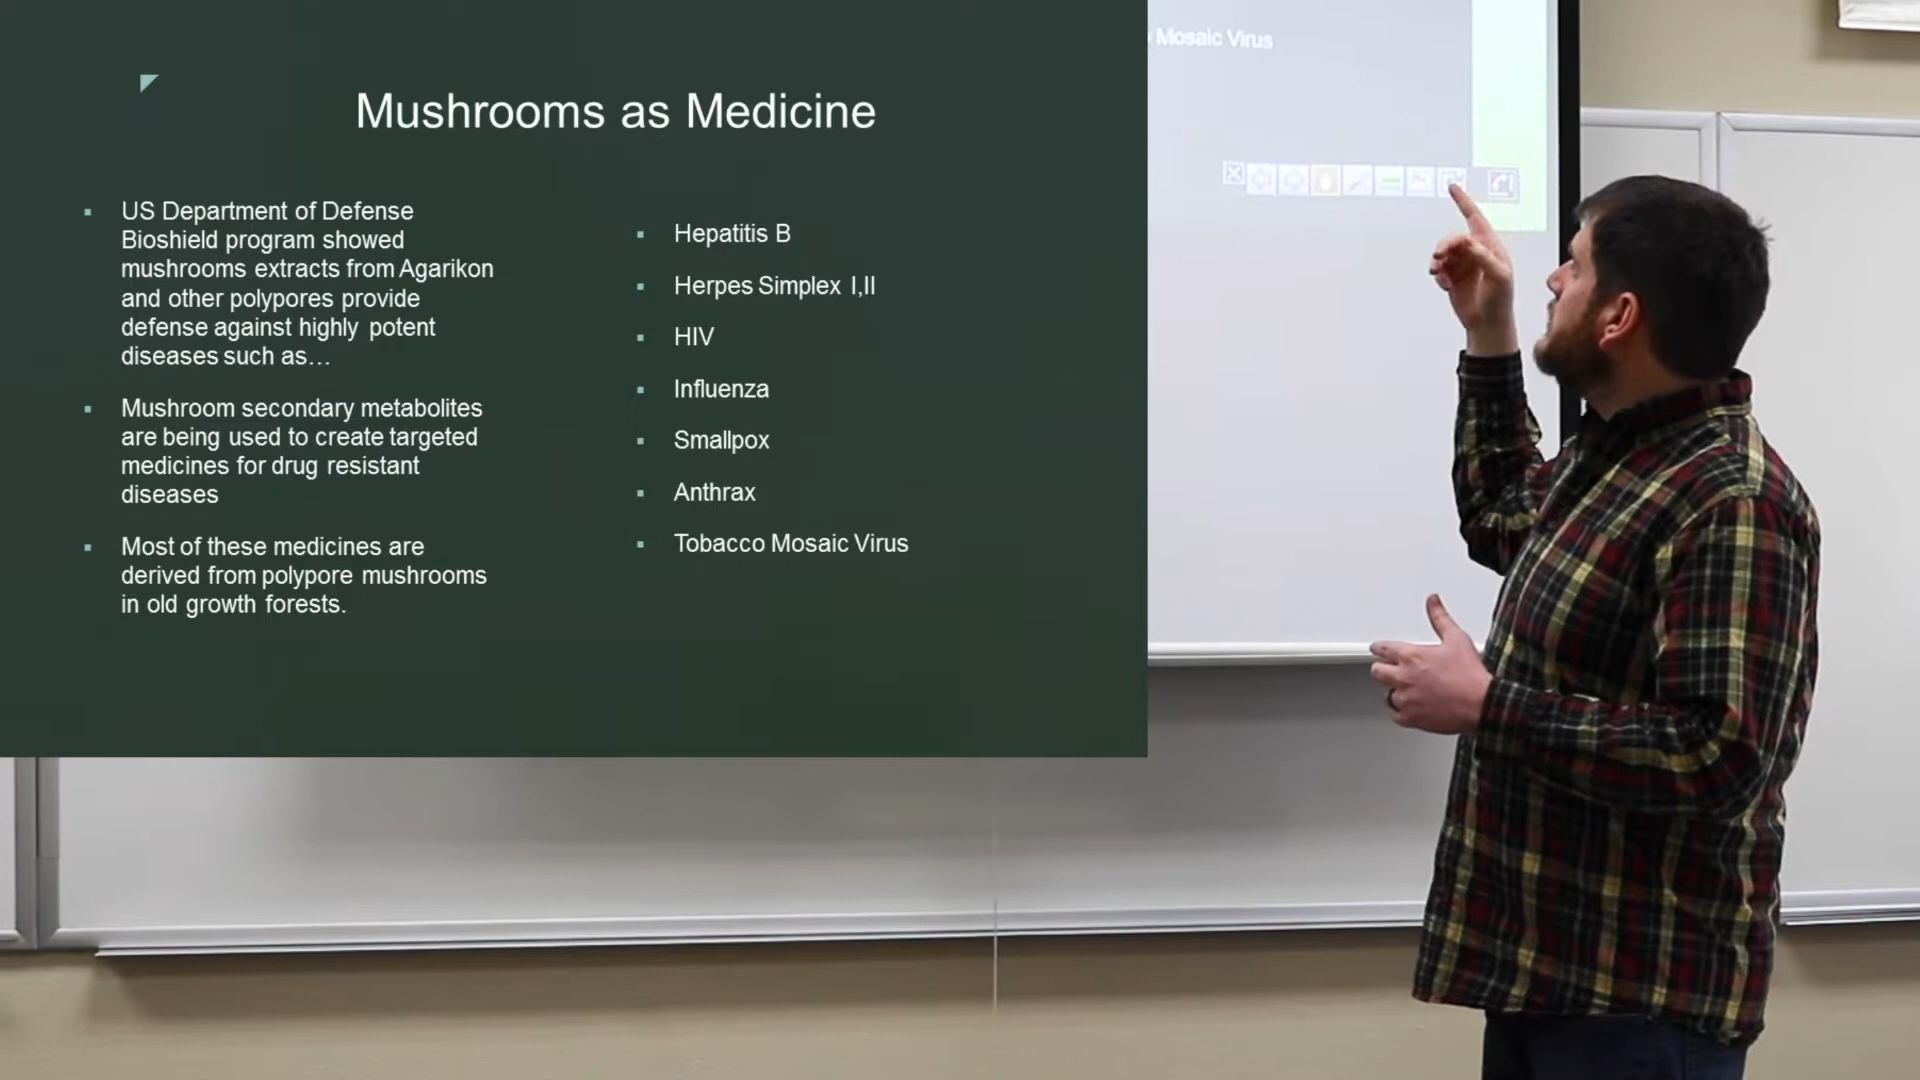 Mushrooms as Medicine
US Department of Defense
Bioshield program showed
mushrooms extracts from Agarikon
and other polypores provide
defense against highly potent
diseases such as…
Mushroom secondary metabolites
are being used to create targeted
medicines for drug resistant
diseases
Most of these medicines are
derived from polypore mushrooms
in old growth forests.
Hepatitis B
Herpes Simplex I,II
HIV
Influenza
Smallpox
Anthrax
Tobacco Mosaic Virus
Mosaic Virus